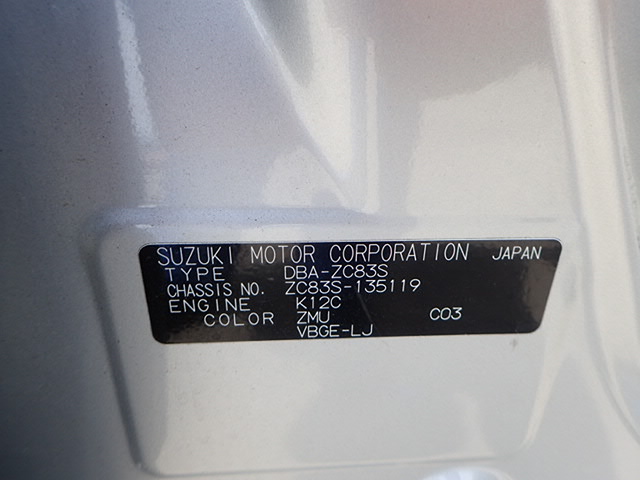 SUZUKI MOTOR CORPORATION JAPAN
TYPE DBA-ZC83S
CHASSIS NO. ZC83S-135119
ENGINE K12C
COLOR ZMU C03
VBGE-LJ